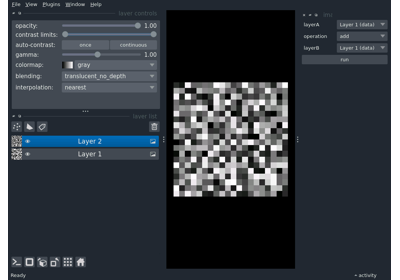 File View Plugins Window Help
layer controls
opacity: 1.00
contrast limits:
auto-contrast: once continuous
gamma: 1.00
colormap: gray
blending: translucent_no_depth
interpolation: nearest
layer list
Layer 2
Layer 1
layerA Layer 1 (data)
operation add
layerB Layer 1 (data)
run
Ready
activity